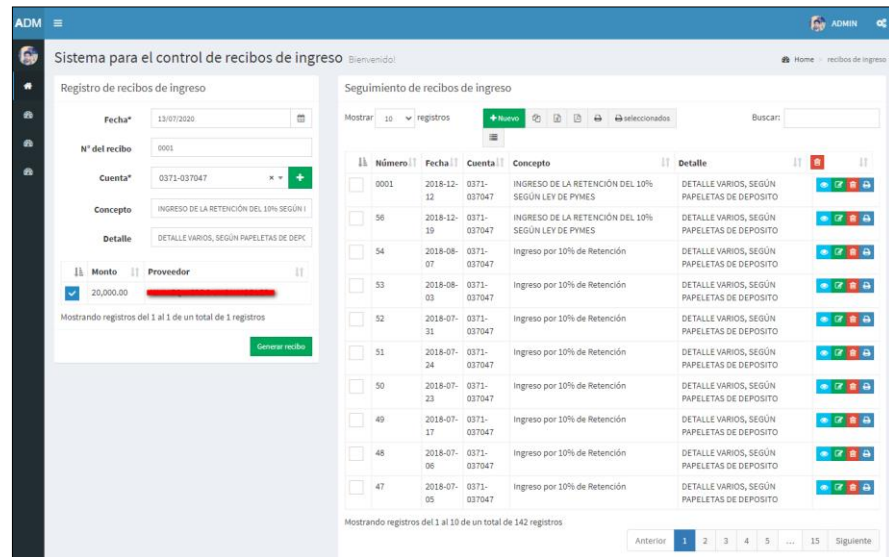 ADM
ADMIN
Sistema para el control de recibos de ingreso Bienvenido!
Home > recibos de ingreso
Registro de recibos de ingreso
Fecha* 13/07/2020
N° del recibo 0001
Cuenta* 0371-037047 × +
Concepto INGRESO DE LA RETENCIÓN DEL 10% SEGÚN
Detalle DETALLE VARIOS, SEGÚN PAPELETAS DE DEPO
Monto Proveedor
20,000.00
Mostrando registros del 1 al 1 de un total de 1 registros
Generar recibo
Seguimiento de recibos de ingreso
Mostrar 10 registros
+Nuevo seleccionados
Buscar:
Número Fecha Cuenta Concepto Detalle
0001 2018-12- 0371- INGRESO DE LA RETENCIÓN DEL 10% DETALLE VARIOS, SEGÚN
12 037047 SEGÚN LEY DE PYMES PAPELETAS DE DEPOSITO
56 2018-12- 0371- INGRESO DE LA RETENCIÓN DEL 10% DETALLE VARIOS, SEGÚN
19 037047 SEGÚN LEY DE PYMES PAPELETAS DE DEPOSITO
54 2018-08- 0371- Ingreso por 10% de Retención DETALLE VARIOS, SEGÚN
07 037047 PAPELETAS DE DEPOSITO
53 2018-08- 0371- Ingreso por 10% de Retención DETALLE VARIOS, SEGÚN
03 037047 PAPELETAS DE DEPOSITO
52 2018-07- 0371- Ingreso por 10% de Retención DETALLE VARIOS, SEGÚN
31 037047 PAPELETAS DE DEPOSITO
51 2018-07- 0371- Ingreso por 10% de Retención DETALLE VARIOS, SEGÚN
24 037047 PAPELETAS DE DEPOSITO
50 2018-07- 0371- Ingreso por 10% de Retención DETALLE VARIOS, SEGÚN
23 037047 PAPELETAS DE DEPOSITO
49 2018-07- 0371- Ingreso por 10% de Retención DETALLE VARIOS, SEGÚN
17 037047 PAPELETAS DE DEPOSITO
48 2018-07- 0371- Ingreso por 10% de Retención DETALLE VARIOS, SEGÚN
06 037047 PAPELETAS DE DEPOSITO
47 2018-07- 0371- Ingreso por 10% de Retención DETALLE VARIOS, SEGÚN
05 037047 PAPELETAS DE DEPOSITO
Mostrando registros del 1 al 10 de un total de 142 registros
Anterior 1 2 3 4 5 ... 15 Siguiente